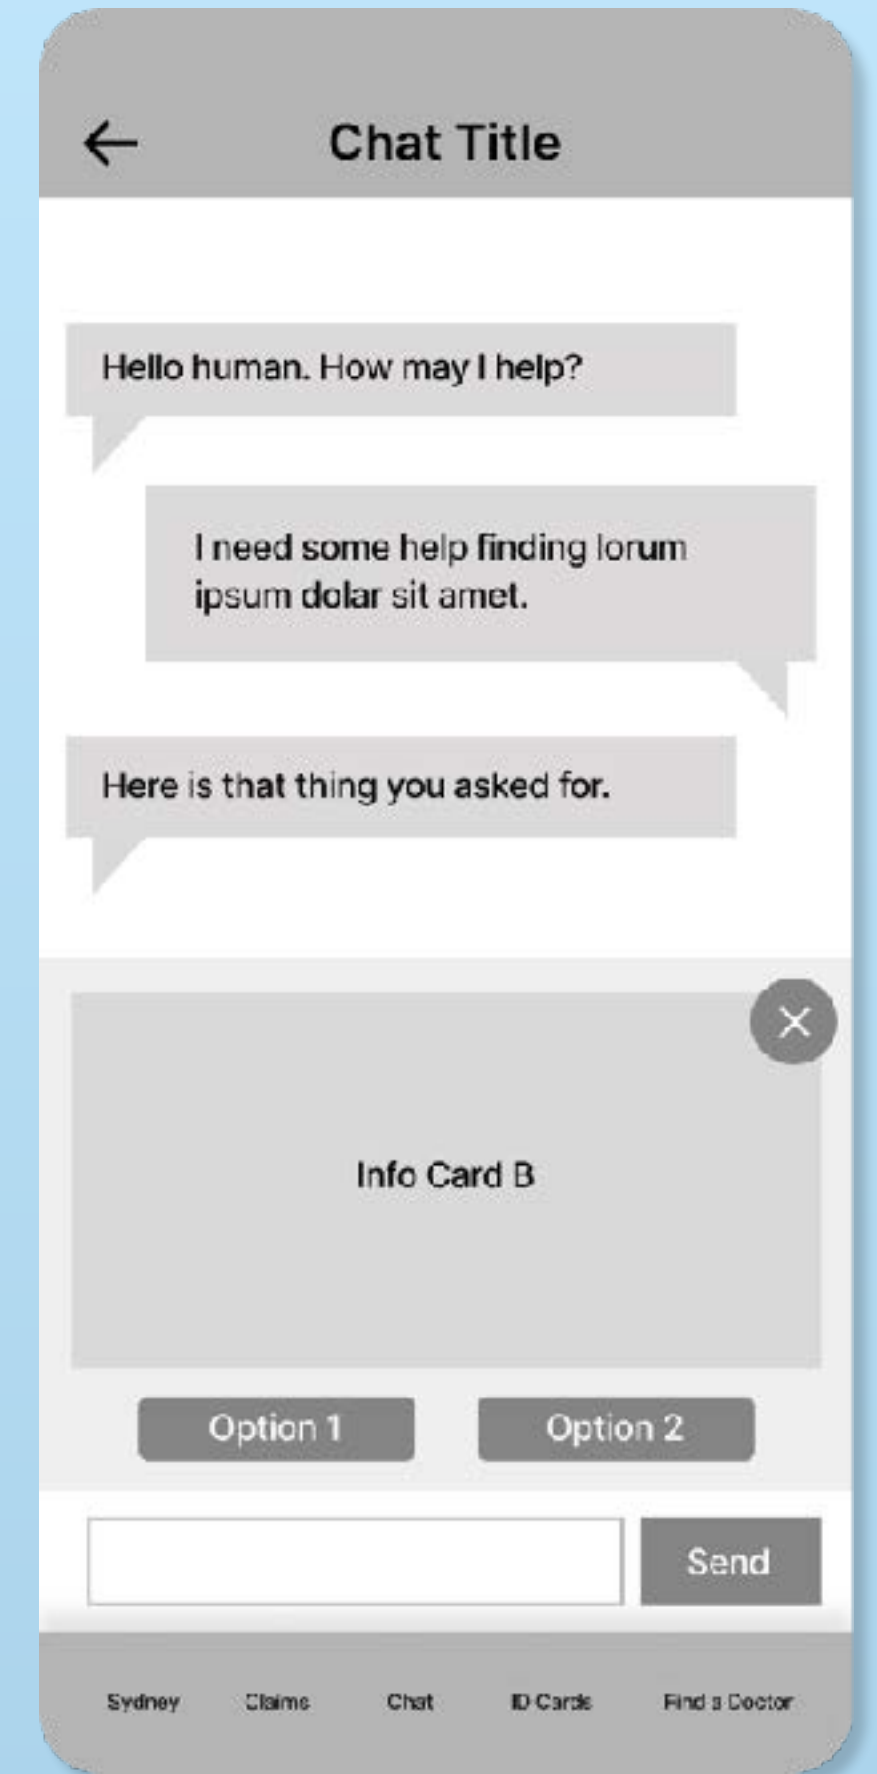 Chat Title
Hello human. How may I help?
I need some help finding lorum
ipsum dolar sit amet.
Here is that thing you asked for.
Info Card B
Option 1
Option 2
Send
Sydney
Claims
Chat
ID Cards
Find a Doctor